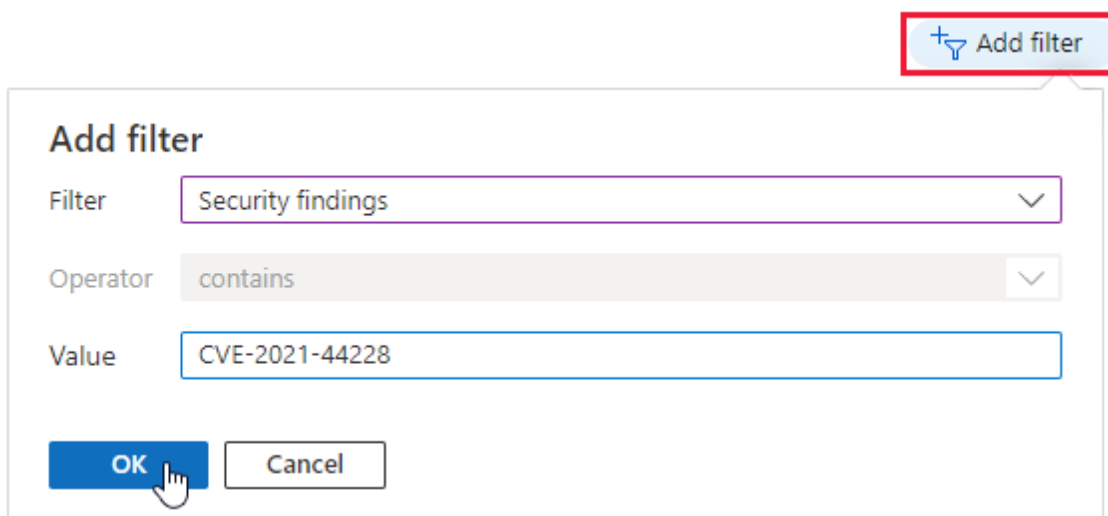 Add filter
Add filter
Filter Security findings
Operator contains
Value CVE-2021-44228
OK Cancel